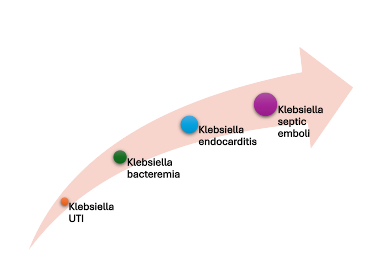 Klebsiella
septic
emboli
Klebsiella
endocarditis
Klebsiella
bacteremia
Klebsiella
UTI